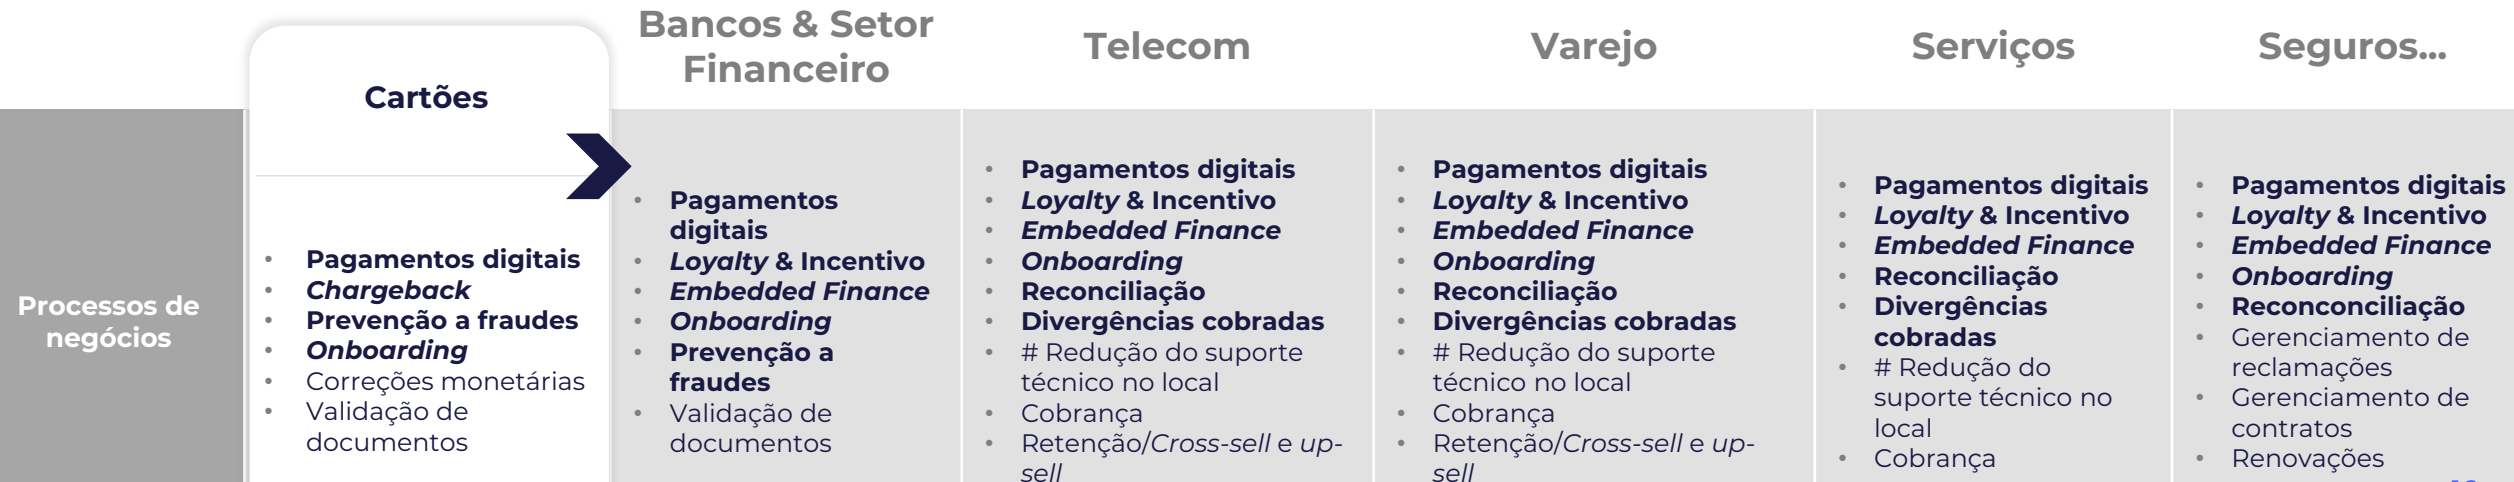 Cartões
Bancos & Setor
Financeiro
Telecom
Varejo
Serviços
Seguros...
Processos de
negócios
• Pagamentos digitais
• Chargeback
• Prevenção a fraudes
• Onboarding
• Correções monetárias
• Validação de
documentos
• Pagamentos
digitais
• Loyalty & Incentivo
• Embedded Finance
• Onboarding
• Prevenção a
fraudes
• Validação de
documentos
• Pagamentos digitais
• Loyalty & Incentivo
• Embedded Finance
• Onboarding
• Reconciliação
• Divergências cobradas
• # Redução do suporte
técnico no local
• Cobrança
• Retenção/Cross-sell e up-
sell
• Pagamentos digitais
• Loyalty & Incentivo
• Embedded Finance
• Onboarding
• Reconciliação
• Divergências cobradas
• # Redução do suporte
técnico no local
• Cobrança
• Retenção/Cross-sell e up-
sell
• Pagamentos digitais
• Loyalty & Incentivo
• Embedded Finance
• Reconciliação
• Divergências
cobradas
• # Redução do
suporte técnico no
local
• Cobrança
• Pagamentos digitais
• Loyalty & Incentivo
• Embedded Finance
• Onboarding
• Reconconciliação
• Gerenciamento de
reclamações
• Gerenciamento de
contratos
• Renovações